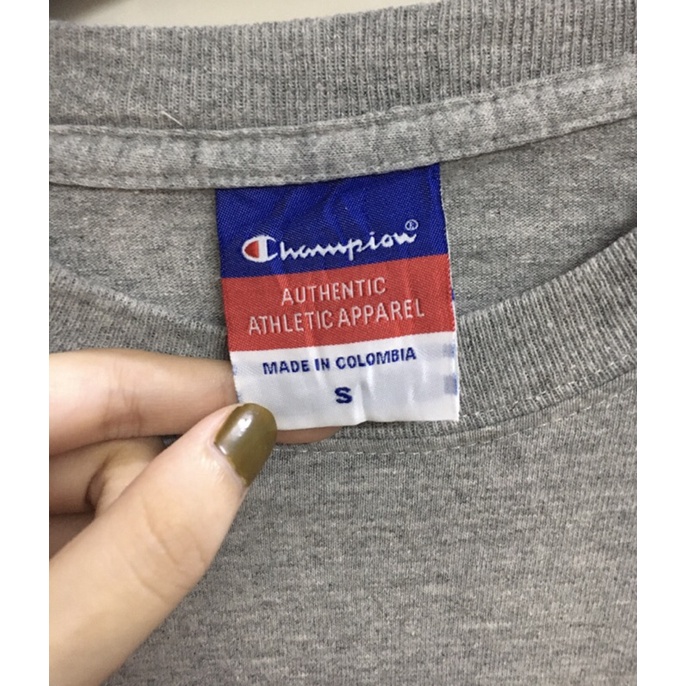 Champion®
AUTHENTIC
ATHLETIC APPAREL
MADE IN COLOMBIA
S